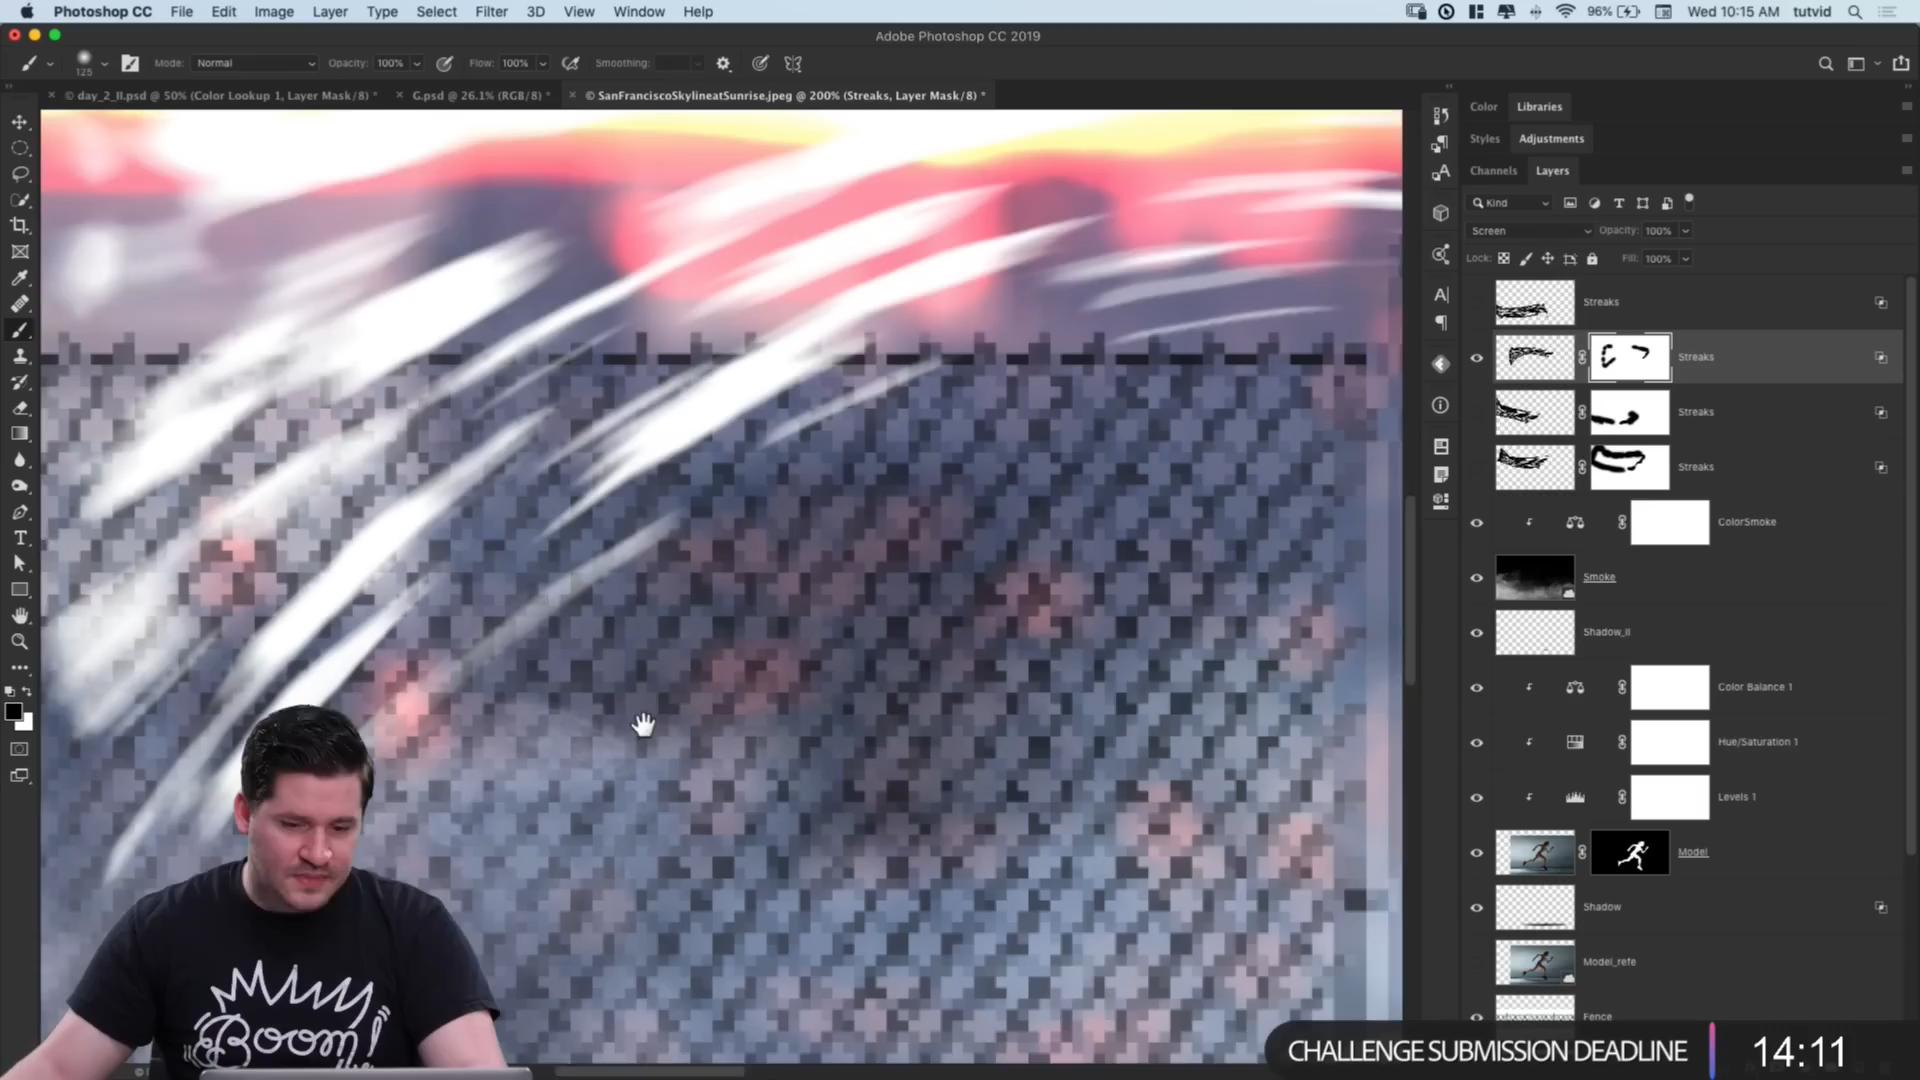 Photoshop CC File Edit Image Layer Type Select Filter 3D View Window Help
96% Wed 10:15 AM tutvid
Adobe Photoshop CC 2019
125 Mode: Normal Opacity: 100% Flow: 100% Smoothing:
© day_2_II.psd @ 50% (Color Lookup 1, Layer Mask/8) *
G.psd @ 26.1% (RGB/8) *
© SanFranciscoSkylineatSunrise.jpeg @ 200% (Streaks, Layer Mask/8) *
Color Libraries
Styles Adjustments
Channels Layers
Kind
Screen Opacity: 100%
Lock: Fill: 100%
Streaks
Streaks
Streaks
Streaks
ColorSmoke
Smoke
Shadow_II
Color Balance 1
Hue/Saturation 1
Levels 1
Model
Shadow
Model_refe
Fence
Boom!
CHALLENGE SUBMISSION DEADLINE 14:11